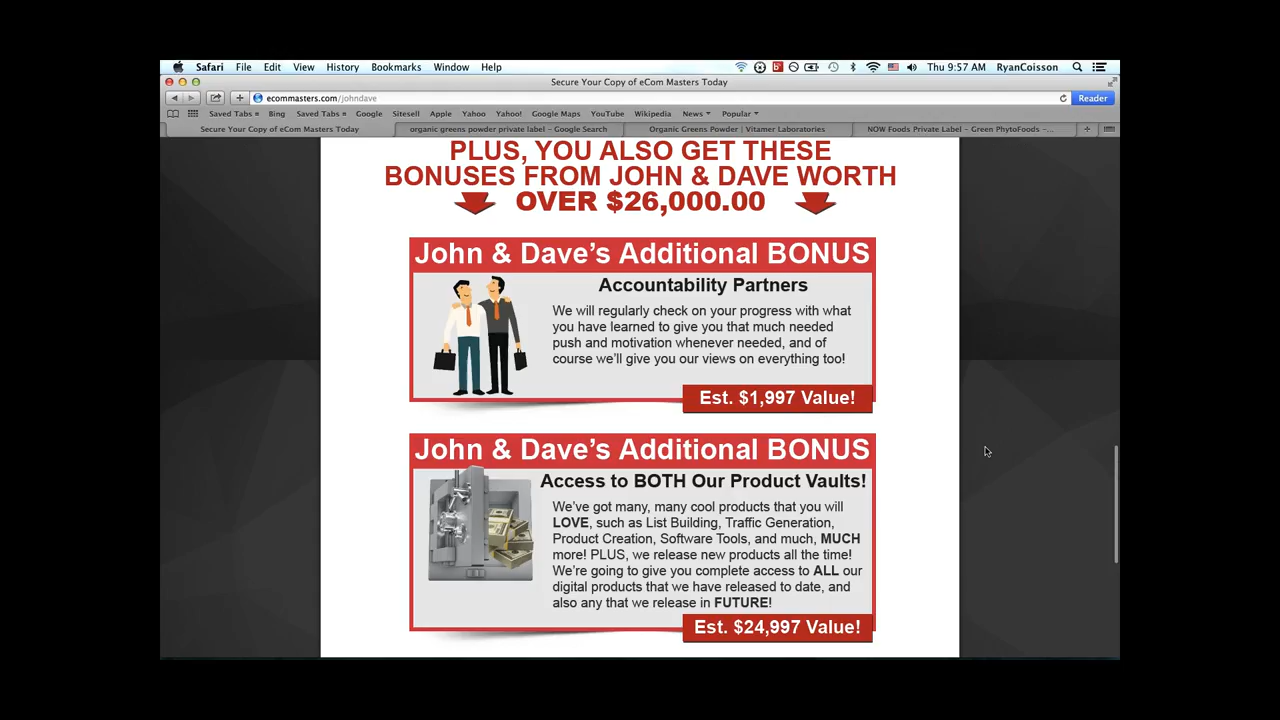 Safari File Edit View History Bookmarks Window Help Thu 9:57 AM RyanCoisson
Secure Your Copy of eCom Masters Today
ecommasters.com/johndave Reader
Saved Tabs Bing Saved Tabs Google Sitesell Apple Yahoo Yahoo! Google Maps YouTube Wikipedia News Popular
Secure Your Copy of eCom Masters Today organic greens powder private label – Google Search Organic Greens Powder | Vitamer Laboratories NOW Foods Private Label – Green PhytoFoods –...
PLUS, YOU ALSO GET THESE
BONUSES FROM JOHN & DAVE WORTH
OVER $26,000.00
John & Dave's Additional BONUS
Accountability Partners
We will regularly check on your progress with what
you have learned to give you that much needed
push and motivation whenever needed, and of
course we'll give you our views on everything too!
Est. $1,997 Value!
John & Dave's Additional BONUS
Access to BOTH Our Product Vaults!
We've got many, many cool products that you will
LOVE, such as List Building, Traffic Generation,
Product Creation, Software Tools, and much, MUCH
more! PLUS, we release new products all the time!
We're going to give you complete access to ALL our
digital products that we have released to date, and
also any that we release in FUTURE!
Est. $24,997 Value!